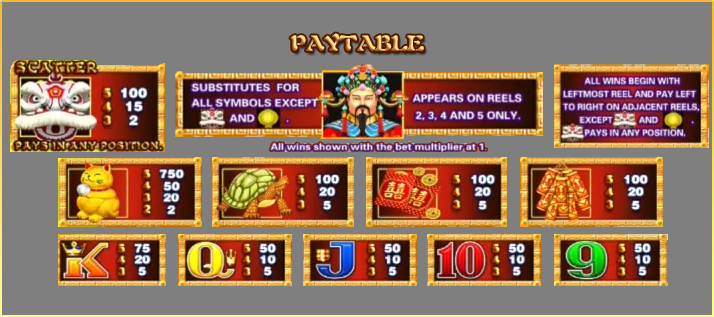 PAYTABLE
SCATTER
5 100
4 15
3 2
PAYS IN ANY POSITION.
SUBSTITUTES FOR
ALL SYMBOLS EXCEPT
AND .
APPEARS ON REELS
2, 3, 4 AND 5 ONLY.
ALL WINS BEGIN WITH
LEFTMOST REEL AND PAY LEFT
TO RIGHT ON ADJACENT REELS,
EXCEPT AND .
PAYS IN ANY POSITION.
All wins shown with the bet multiplier at 1.
5 750
4 50
3 20
2 2
5 100
4 20
3 5
囍 囍
5 100
4 20
3 5
5 100
4 20
3 5
K
5 75
4 20
3 5
Q
5 50
4 10
3 5
J
5 50
4 10
3 5
10
5 50
4 10
3 5
9
5 50
4 10
3 5